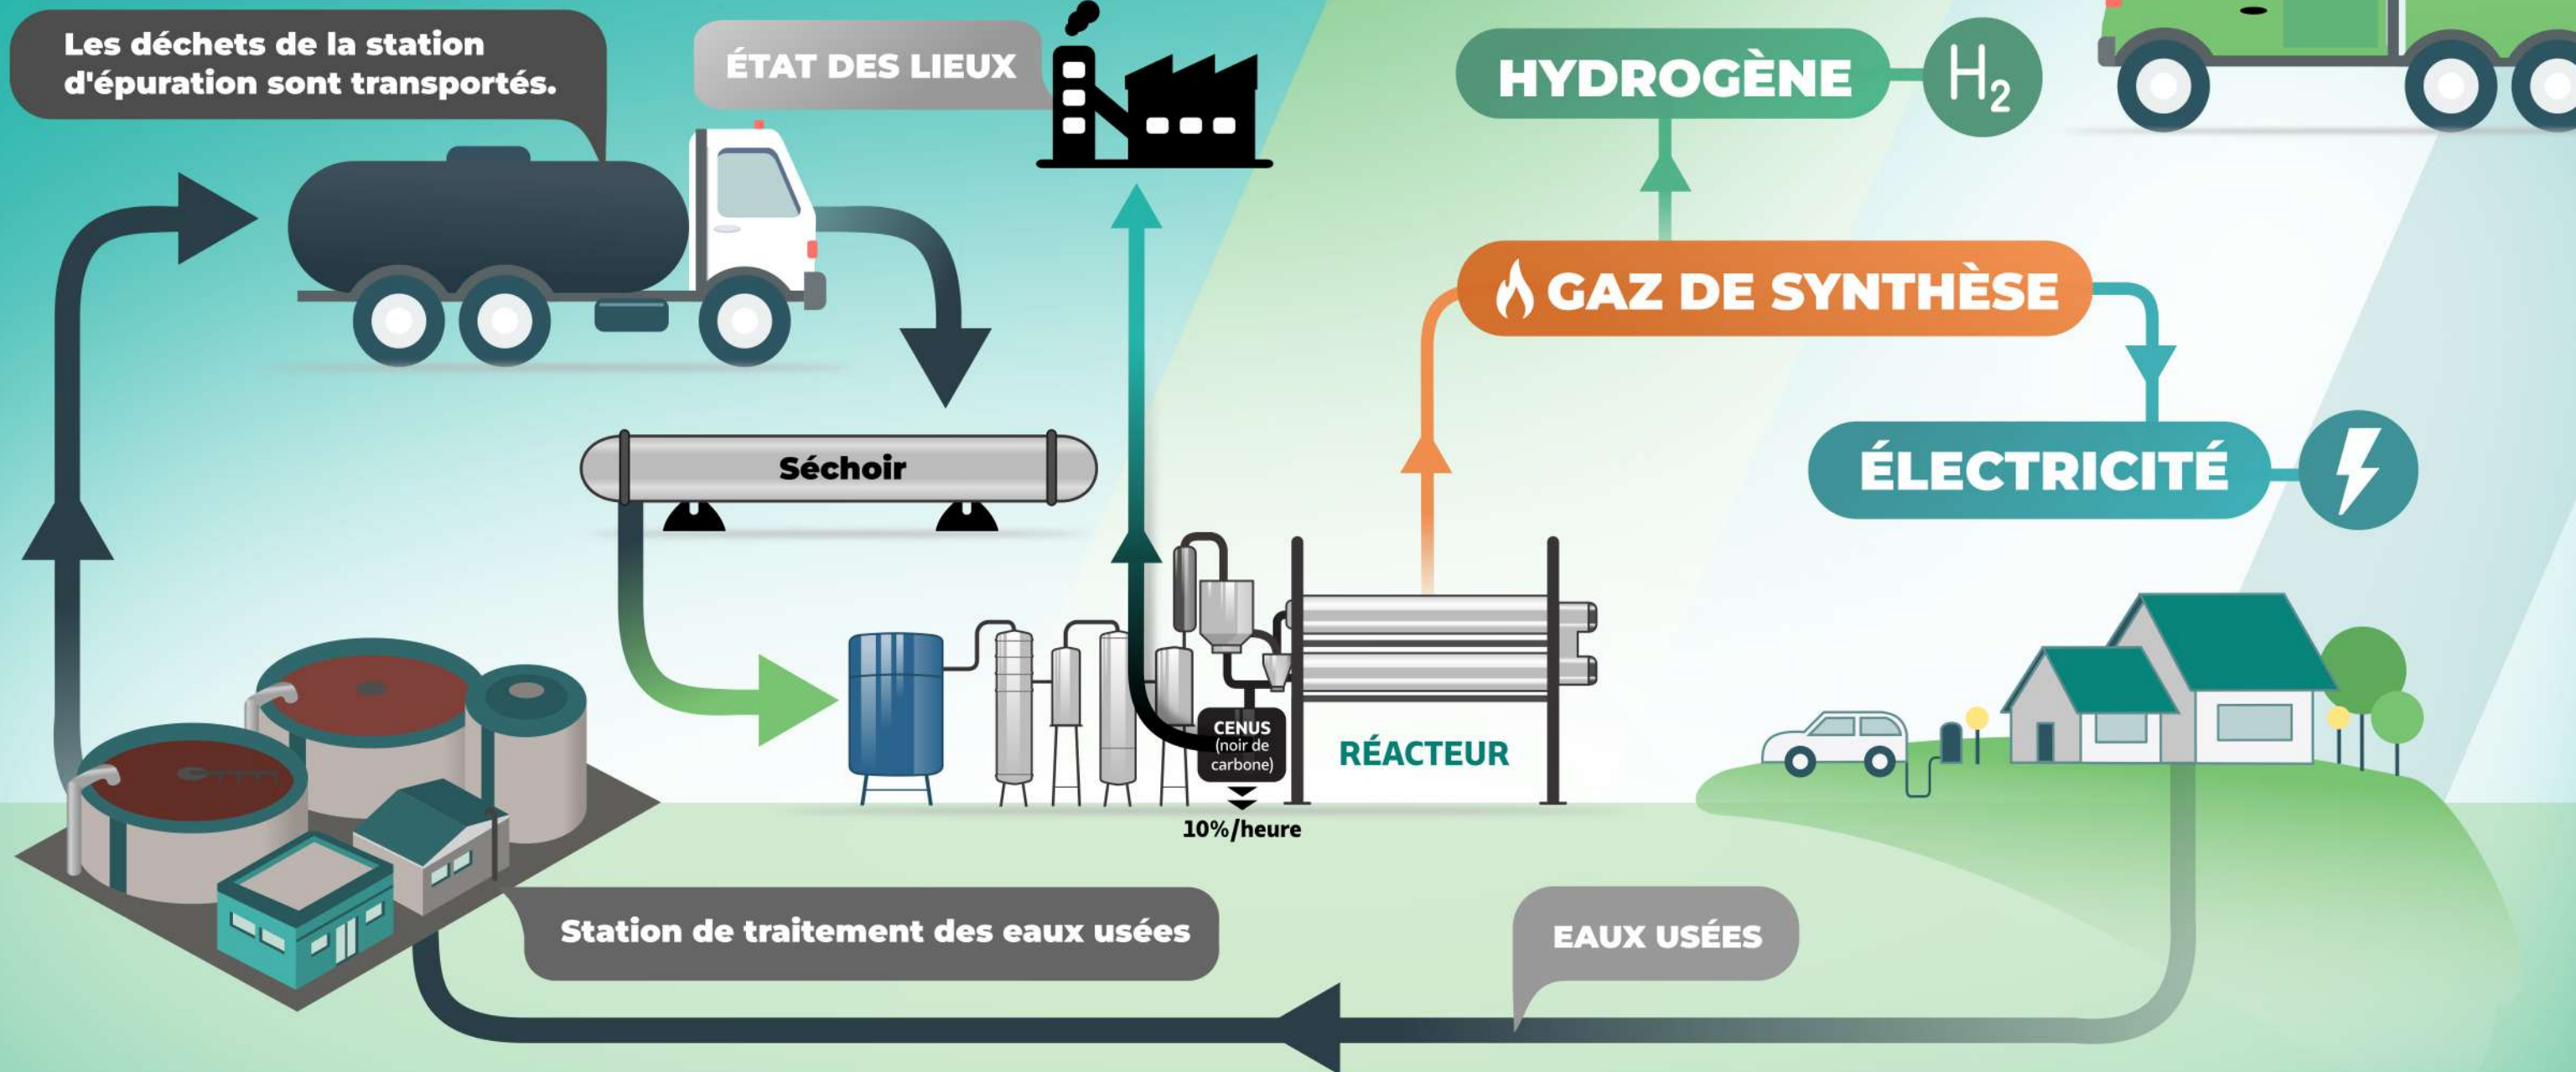 Les déchets de la station
d'épuration sont transportés.
ÉTAT DES LIEUX
HYDROGÈNE
H₂
GAZ DE SYNTHÈSE
Séchoir
ÉLECTRICITÉ
CENUS
(noir de
carbone)
RÉACTEUR
10%/heure
Station de traitement des eaux usées
EAUX USÉES